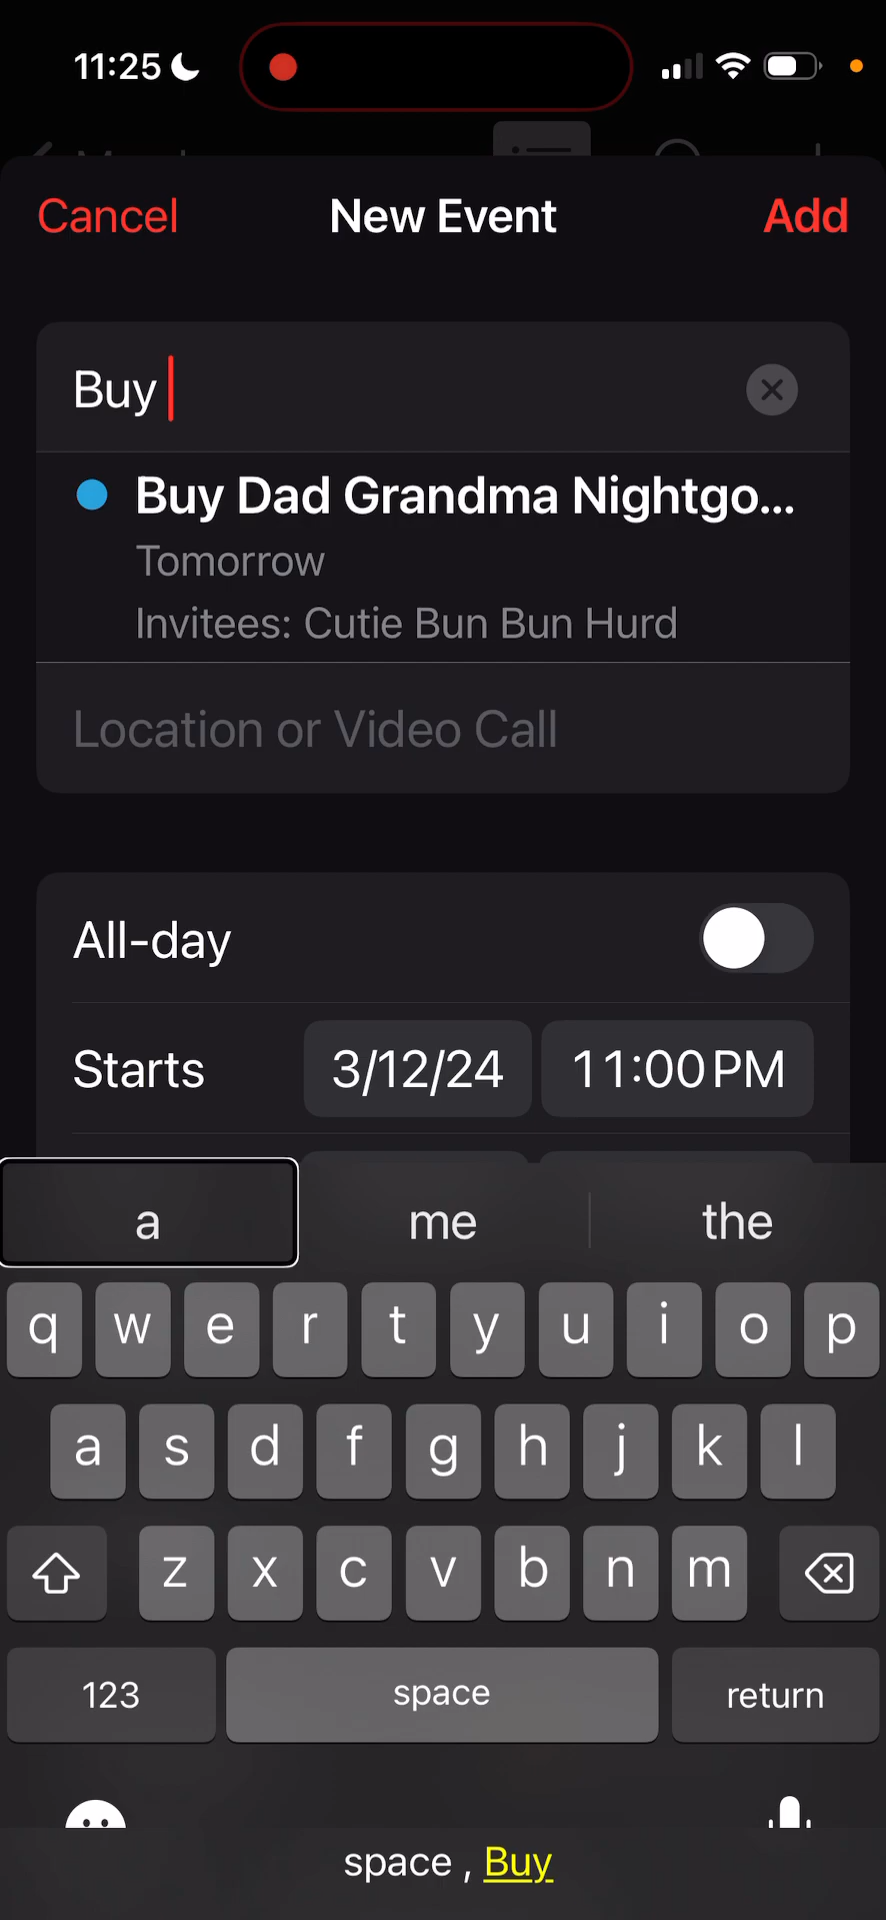 11:25
Cancel New Event Add
Buy
Buy Dad Grandma Nightgo...
Tomorrow
Invitees: Cutie Bun Bun Hurd
Location or Video Call
All-day
Starts 3/12/24 11:00 PM
a me the
q w e r t y u i o p
a s d f g h j k l
z x c v b n m
123 space return
space , Buy